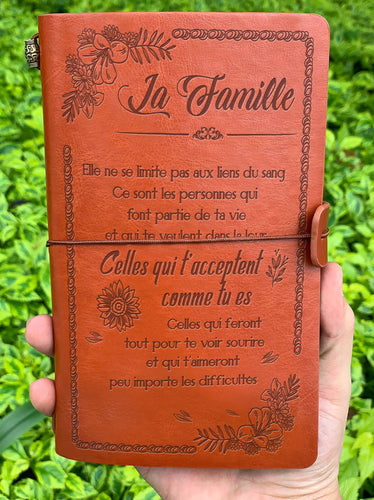 La Famille
Elle ne se limite pas aux liens du sang
Ce sont les personnes qui
font partie de ta vie
et qui te veulent dans la leur
Celles qui t'acceptent
comme tu es
Celles qui feront
tout pour te voir sourire
et qui t'aimeront
peu importe les difficultés